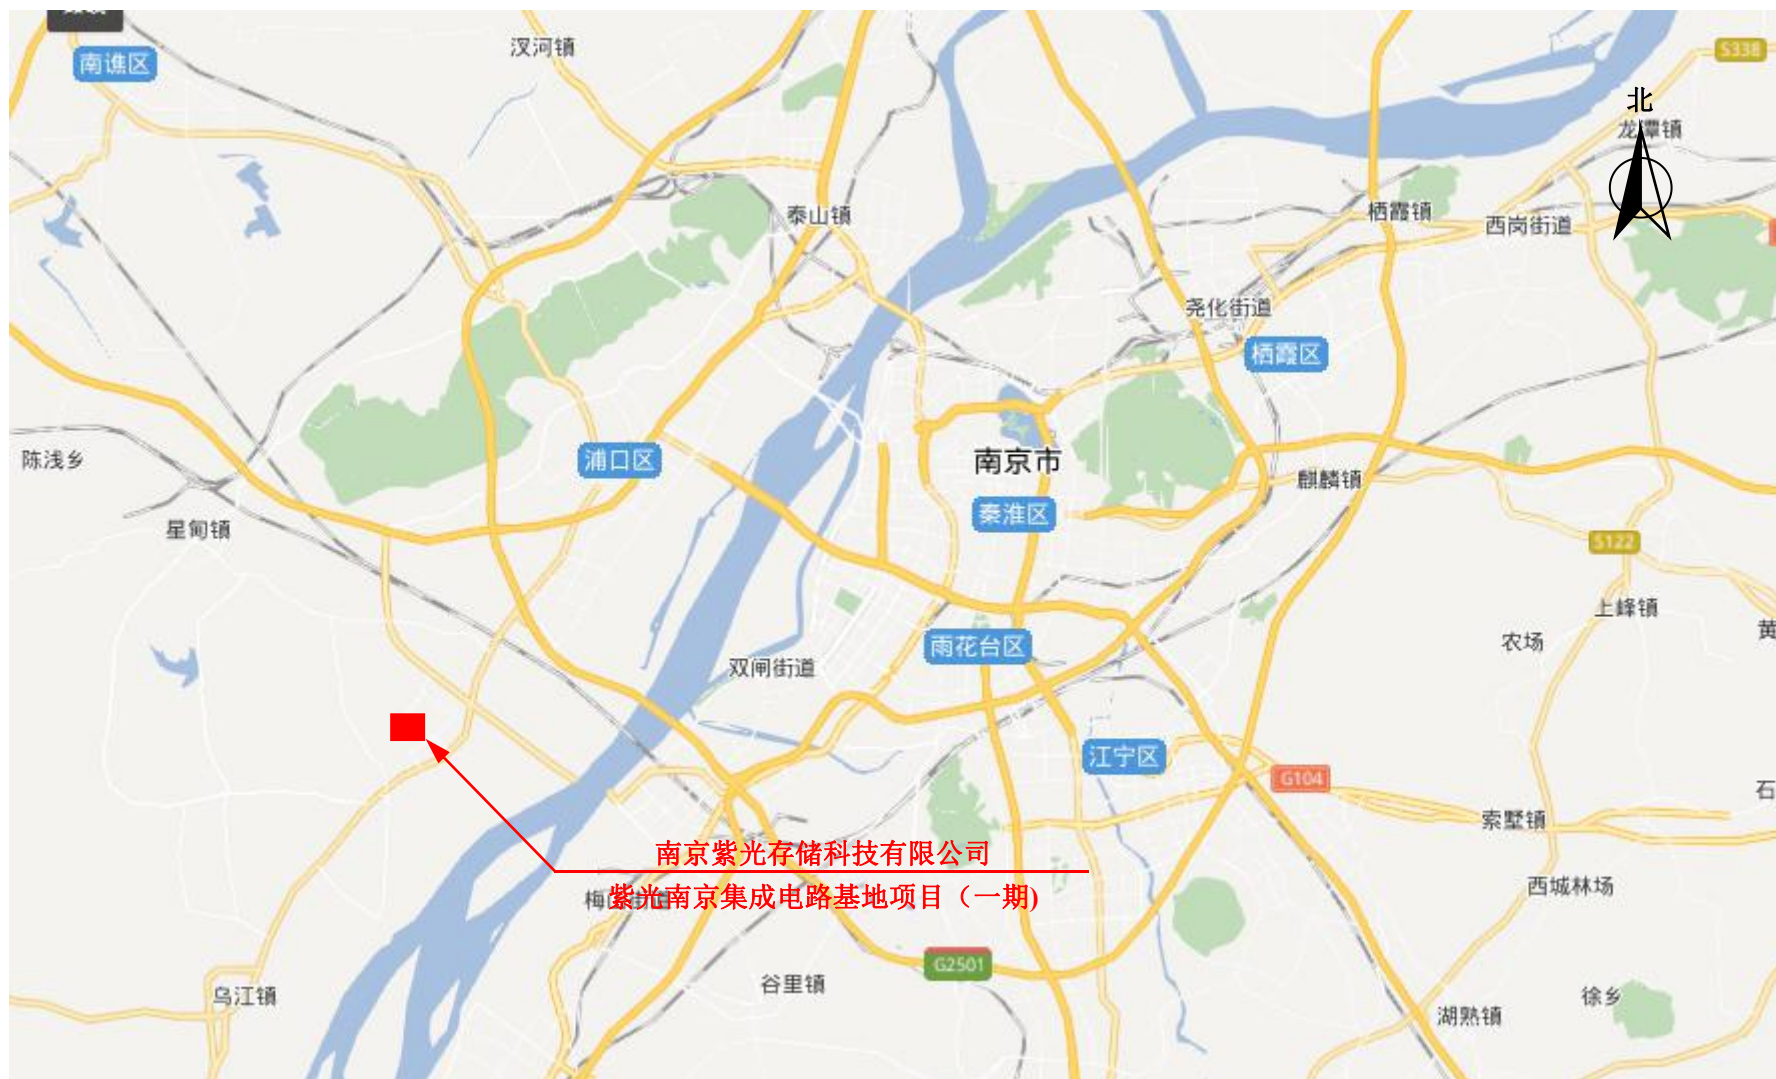 南谯区
汊河镇
S338
北
龙潭镇
泰山镇
栖霞镇
西岗街道
尧化街道
栖霞区
陈浅乡
浦口区
南京市
麒麟镇
秦淮区
星甸镇
S122
上峰镇
黄
农场
雨花台区
双闸街道
江宁区
G104
石
索墅镇
南京紫光存储科技有限公司
西城林场
紫光南京集成电路基地项目（一期)
G2501
谷里镇
乌江镇
徐乡
湖熟镇